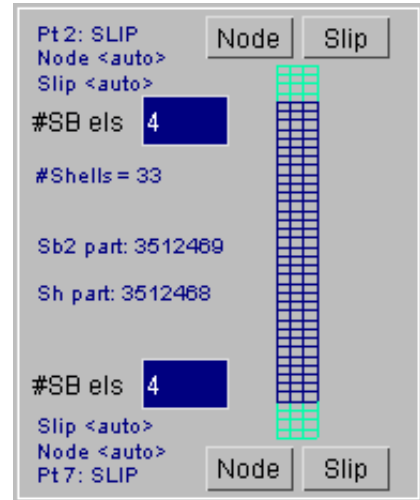 Pt 2: SLIP
Node <auto>
Slip <auto>
Node Slip
#SB els 4
#Shells = 33
Sb2 part: 3512469
Sh part: 3512468
#SB els 4
Slip <auto>
Node <auto>
Pt 7: SLIP
Node Slip